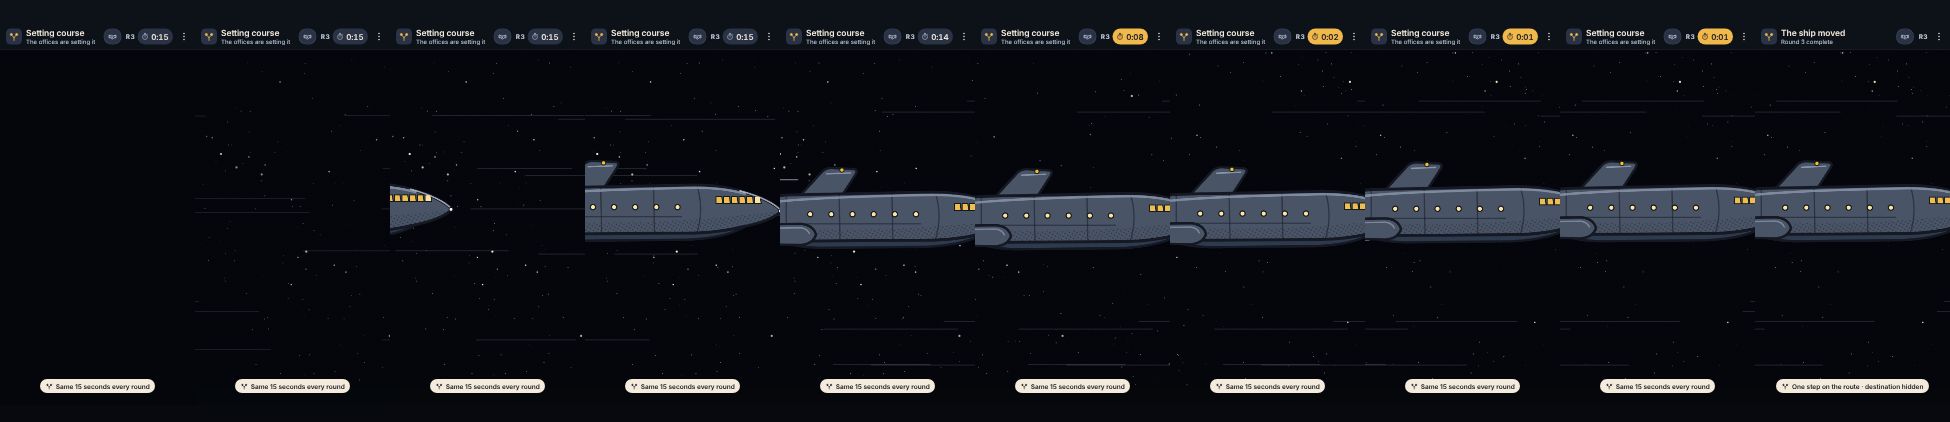 Setting course
The offices are setting it
R3
0:15
Setting course
The offices are setting it
R3
0:15
Setting course
The offices are setting it
R3
0:15
Setting course
The offices are setting it
R3
0:15
Setting course
The offices are setting it
R3
0:14
Setting course
The offices are setting it
R3
0:08
Setting course
The offices are setting it
R3
0:02
Setting course
The offices are setting it
R3
0:01
Setting course
The offices are setting it
R3
0:01
The ship moved
Round 3 complete
R3
Same 15 seconds every round
Same 15 seconds every round
Same 15 seconds every round
Same 15 seconds every round
Same 15 seconds every round
Same 15 seconds every round
Same 15 seconds every round
Same 15 seconds every round
Same 15 seconds every round
One step on the route · destination hidden